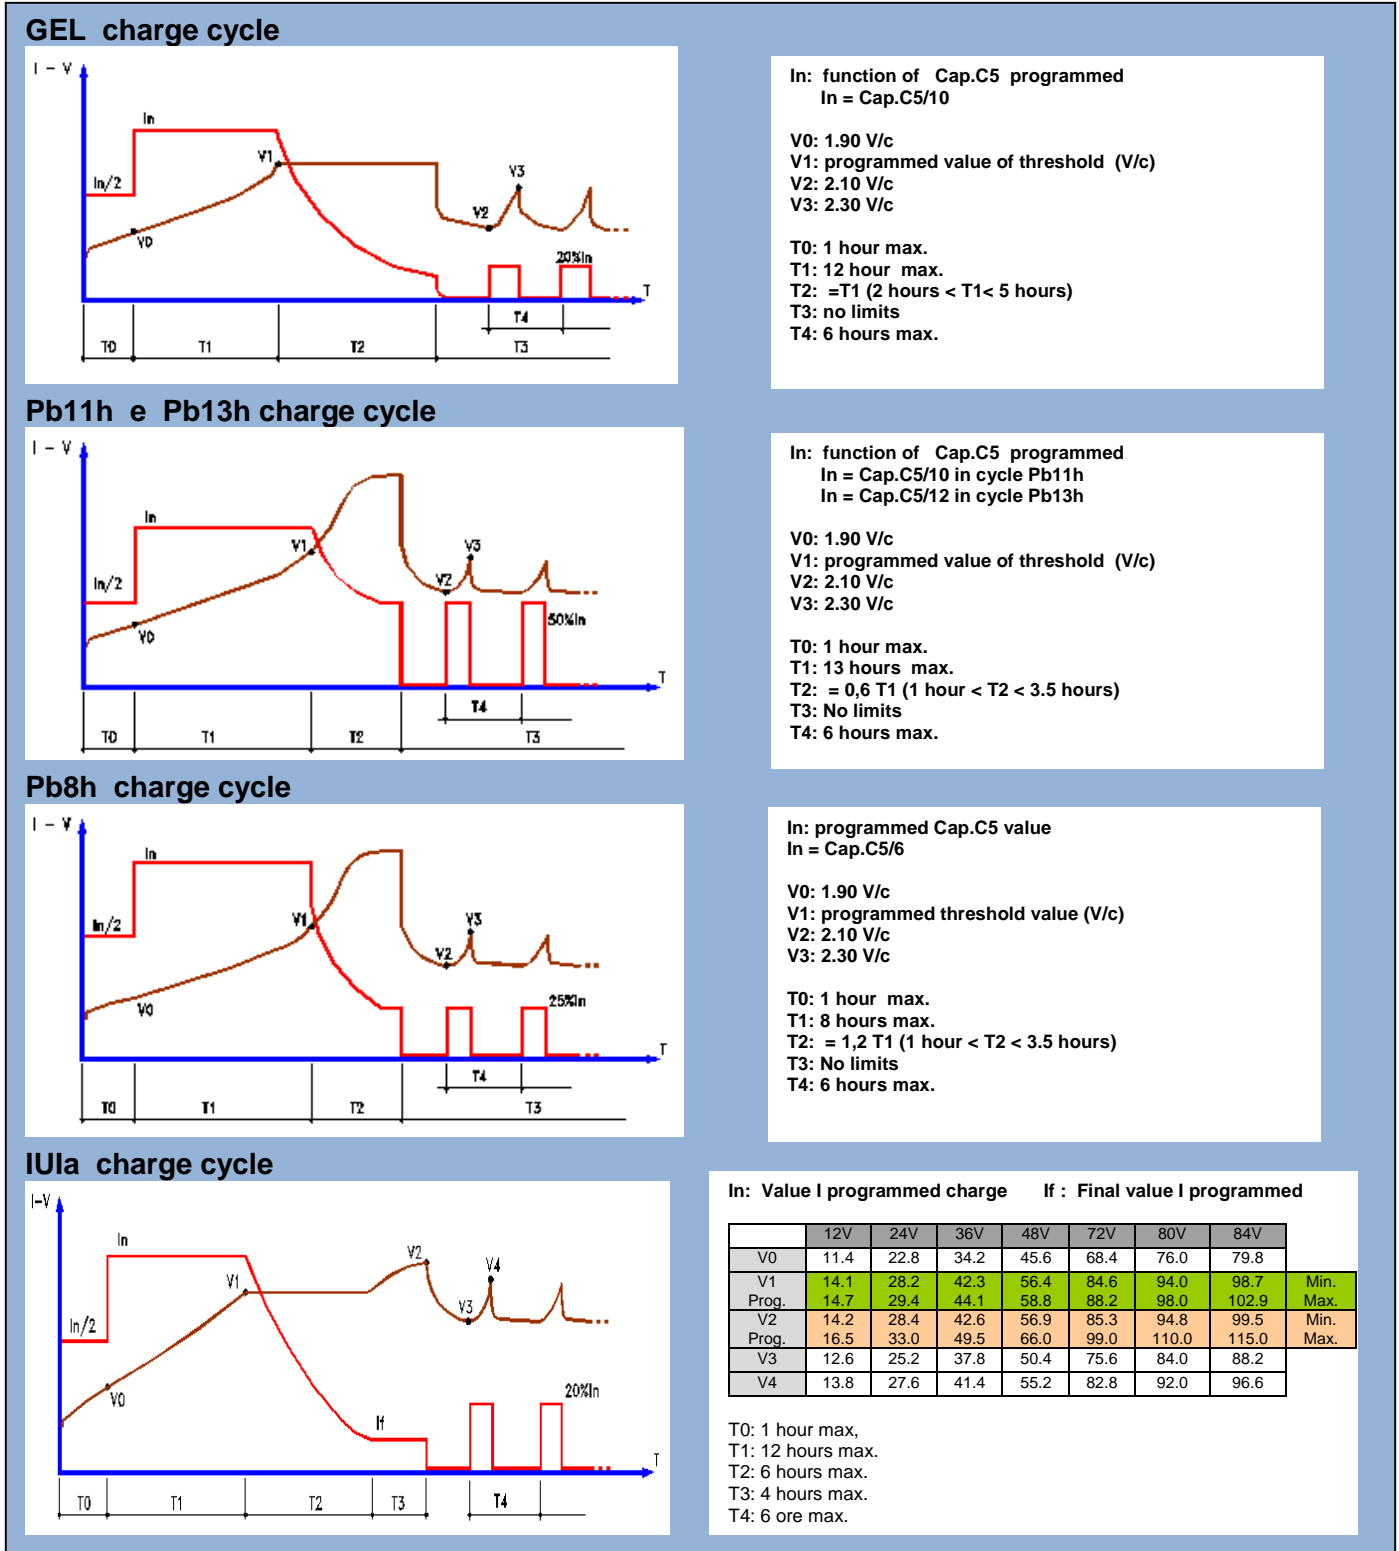 GEL charge cycle
I - V
In
In/2
V0
V1
V2
V3
20%In
T
T4
T0 T1 T2 T3
In: function of Cap.C5 programmed
In = Cap.C5/10
V0: 1.90 V/c
V1: programmed value of threshold (V/c)
V2: 2.10 V/c
V3: 2.30 V/c
T0: 1 hour max.
T1: 12 hour max.
T2: =T1 (2 hours < T1< 5 hours)
T3: no limits
T4: 6 hours max.
Pb11h e Pb13h charge cycle
I - V
In
In/2
V0
V1
V2
V3
50%In
T
T4
T0 T1 T2 T3
In: function of Cap.C5 programmed
In = Cap.C5/10 in cycle Pb11h
In = Cap.C5/12 in cycle Pb13h
V0: 1.90 V/c
V1: programmed value of threshold (V/c)
V2: 2.10 V/c
V3: 2.30 V/c
T0: 1 hour max.
T1: 13 hours max.
T2: = 0,6 T1 (1 hour < T2 < 3.5 hours)
T3: No limits
T4: 6 hours max.
Pb8h charge cycle
I - V
In
In/2
V0
V1
V2
V3
25%In
T
T4
T0 T1 T2 T3
In: programmed Cap.C5 value
In = Cap.C5/6
V0: 1.90 V/c
V1: programmed threshold value (V/c)
V2: 2.10 V/c
V3: 2.30 V/c
T0: 1 hour max.
T1: 8 hours max.
T2: = 1,2 T1 (1 hour < T2 < 3.5 hours)
T3: No limits
T4: 6 hours max.
IUIa charge cycle
I-V
In
In/2
V0
V1
V2
V3
V4
If
20%In
T
T0 T1 T2 T3 T4
In: Value I programmed charge If : Final value I programmed
12V 24V 36V 48V 72V 80V 84V
V0 11.4 22.8 34.2 45.6 68.4 76.0 79.8
V1 14.1 28.2 42.3 56.4 84.6 94.0 98.7 Min.
Prog. 14.7 29.4 44.1 58.8 88.2 98.0 102.9 Max.
V2 14.2 28.4 42.6 56.9 85.3 94.8 99.5 Min.
Prog. 16.5 33.0 49.5 66.0 99.0 110.0 115.0 Max.
V3 12.6 25.2 37.8 50.4 75.6 84.0 88.2
V4 13.8 27.6 41.4 55.2 82.8 92.0 96.6
T0: 1 hour max,
T1: 12 hours max.
T2: 6 hours max.
T3: 4 hours max.
T4: 6 ore max.